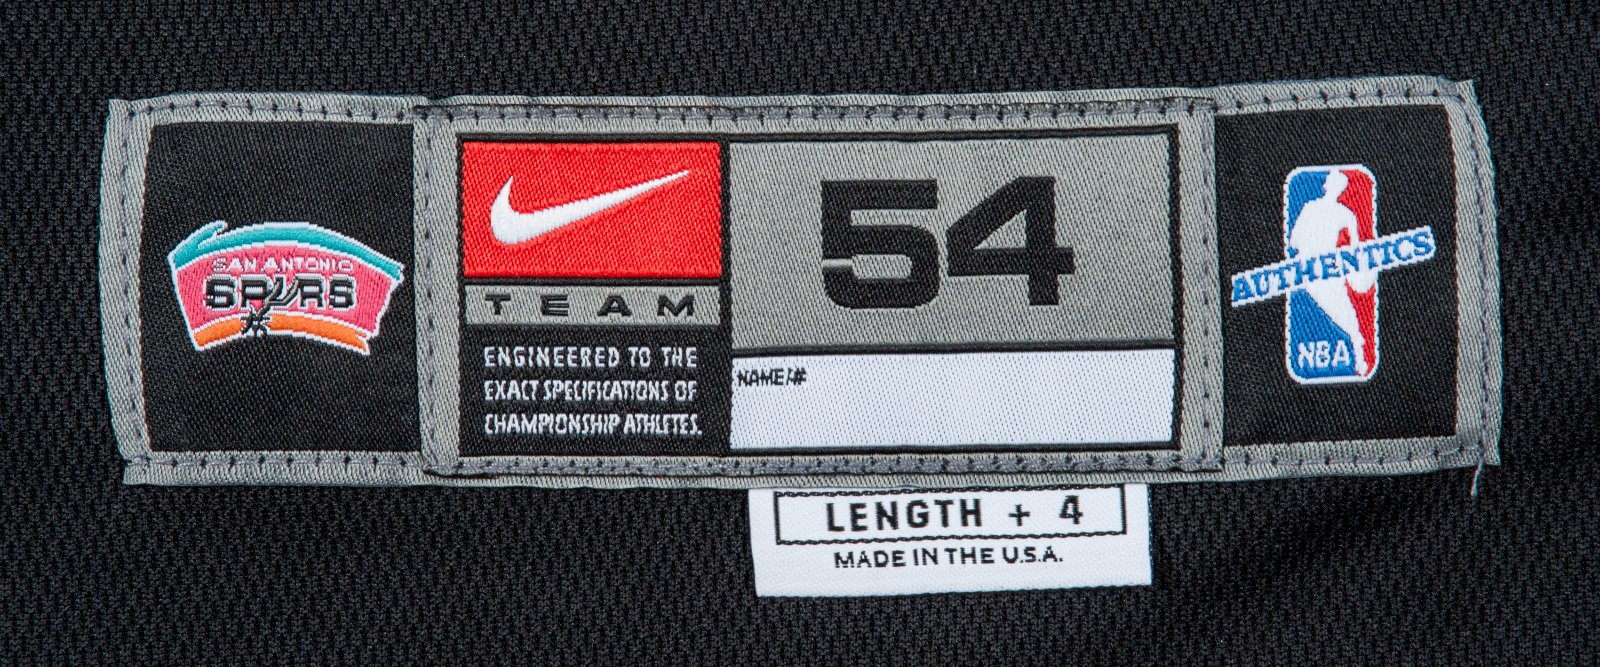 SAN ANTONIO
SPURS
TEAM
ENGINEERED TO THE
EXACT SPECIFICATIONS OF
CHAMPIONSHIP ATHLETES.
54
NAME/#
AUTHENTICS
NBA
LENGTH + 4
MADE IN THE U.S.A.